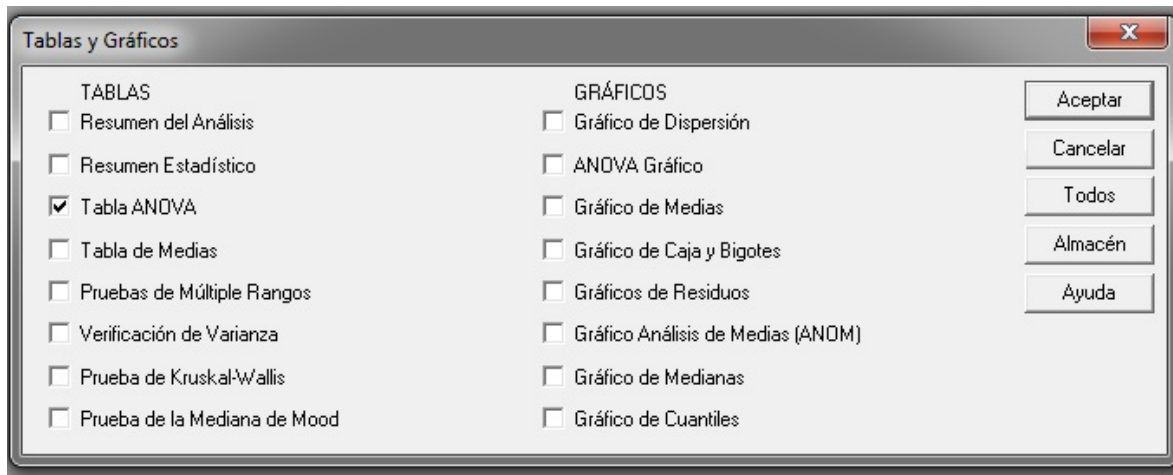 Tablas y Gráficos
TABLAS
Resumen del Análisis
Resumen Estadístico
Tabla ANOVA
Tabla de Medias
Pruebas de Múltiple Rangos
Verificación de Varianza
Prueba de Kruskal-Wallis
Prueba de la Mediana de Mood
GRÁFICOS
Gráfico de Dispersión
ANOVA Gráfico
Gráfico de Medias
Gráfico de Caja y Bigotes
Gráficos de Residuos
Gráfico Análisis de Medias (ANOM)
Gráfico de Medianas
Gráfico de Cuantiles
Aceptar
Cancelar
Todos
Almacén
Ayuda